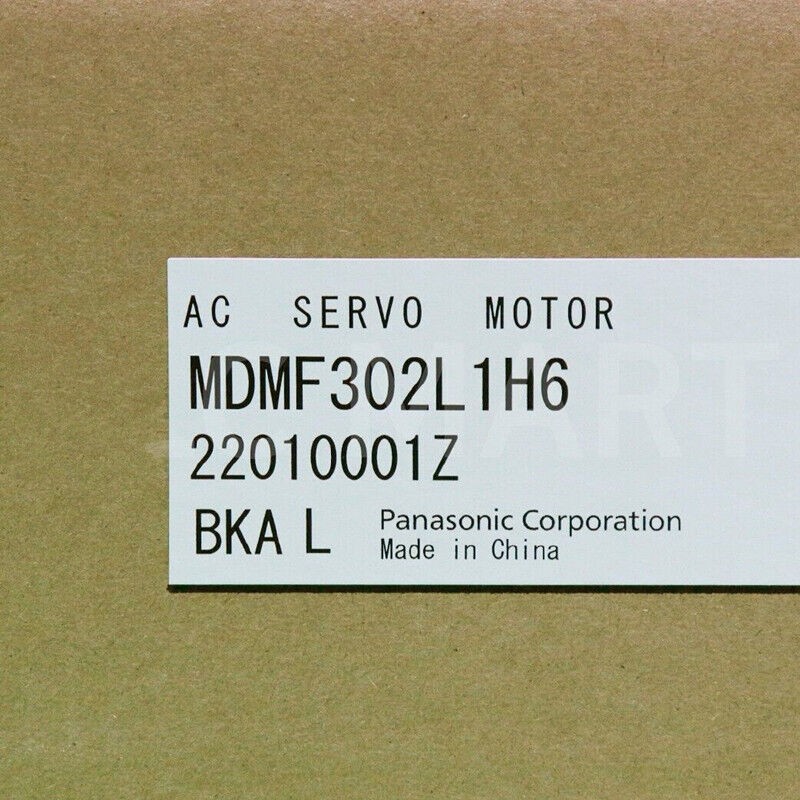 AC SERVO MOTOR
MDMF302L1H6
22010001Z
BKA L
Panasonic Corporation
Made in China